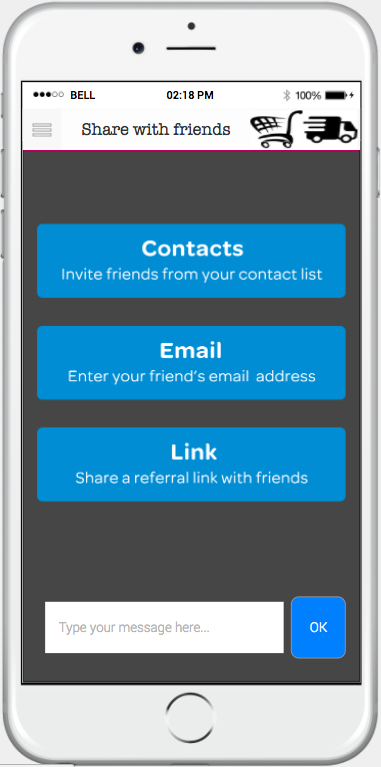 BELL 02:18 PM 100%
Share with friends
Contacts
Invite friends from your contact list
Email
Enter your friend's email address
Link
Share a referral link with friends
Type your message here...
OK